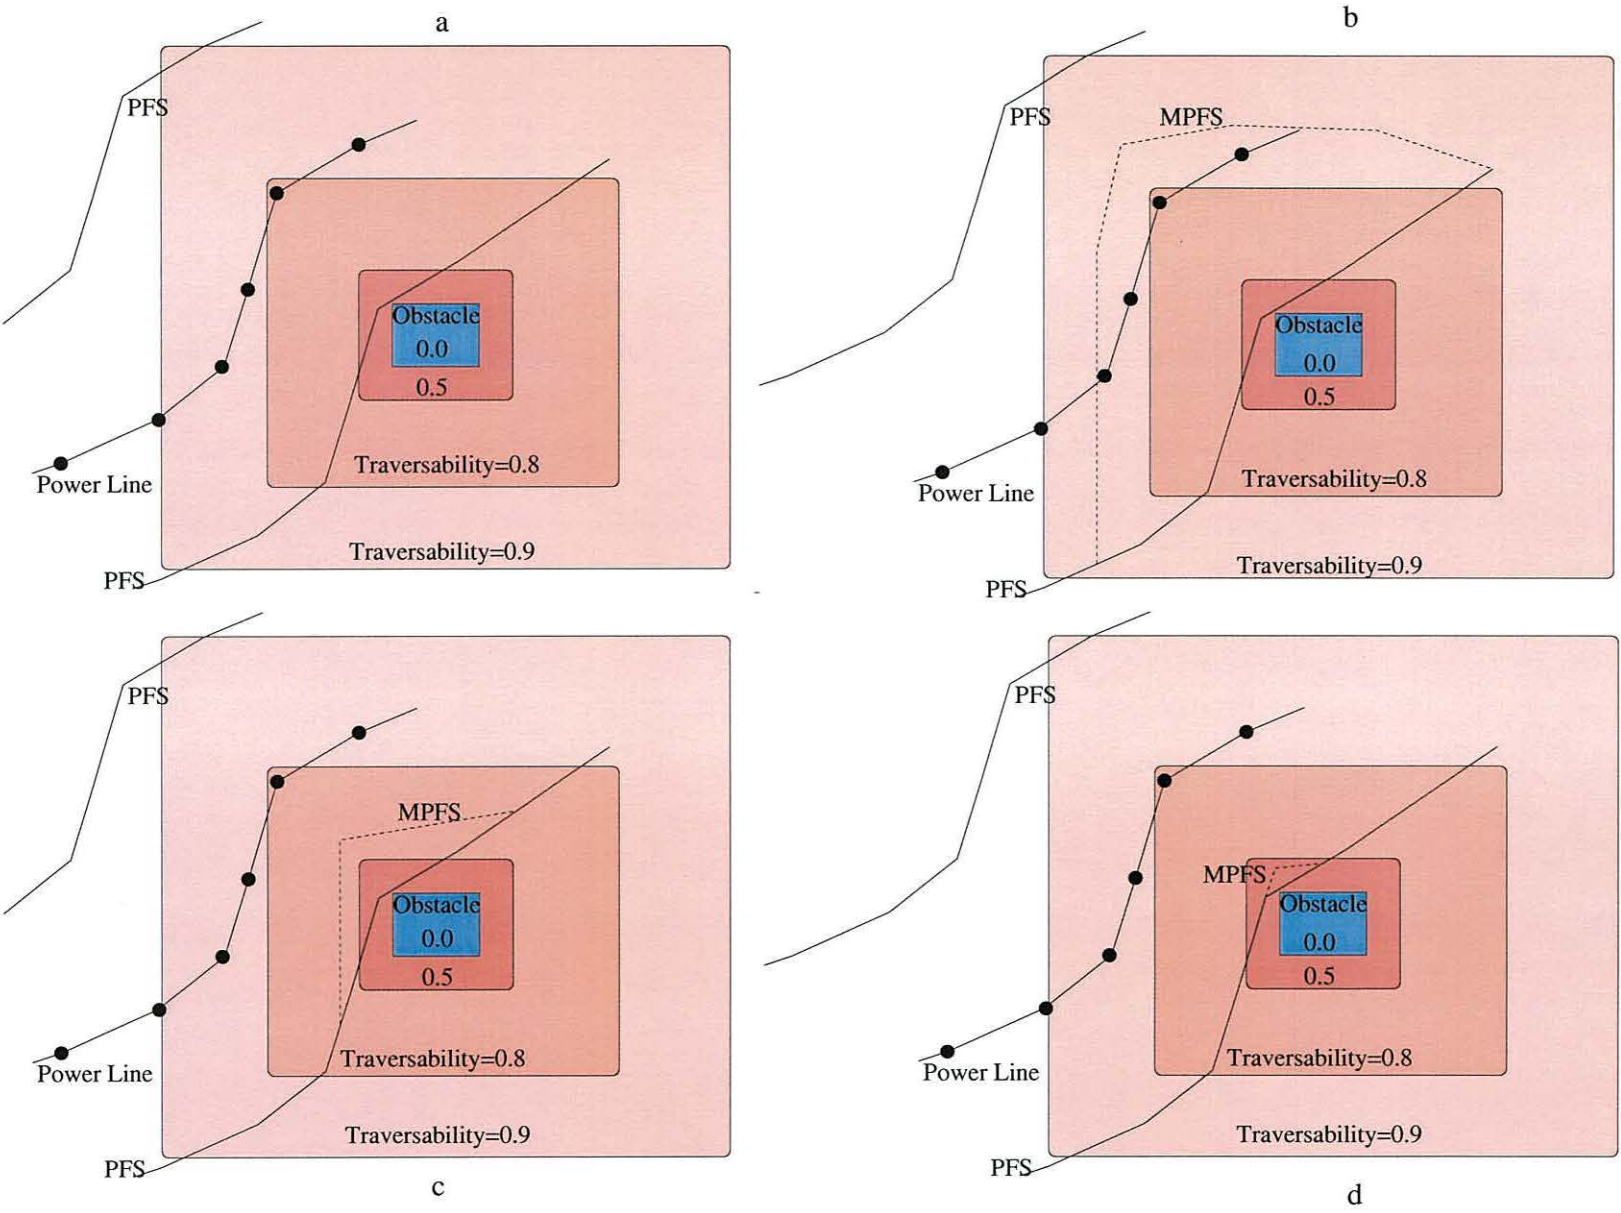 a
PFS
Obstacle
0.0
0.5
Traversability=0.8
Power Line
Traversability=0.9
PFS
b
PFS
MPFS
Obstacle
0.0
0.5
Traversability=0.8
Power Line
Traversability=0.9
PFS
PFS
MPFS
Obstacle
0.0
0.5
Traversability=0.8
Power Line
Traversability=0.9
PFS
c
PFS
MPFS
Obstacle
0.0
0.5
Traversability=0.8
Power Line
Traversability=0.9
PFS
d